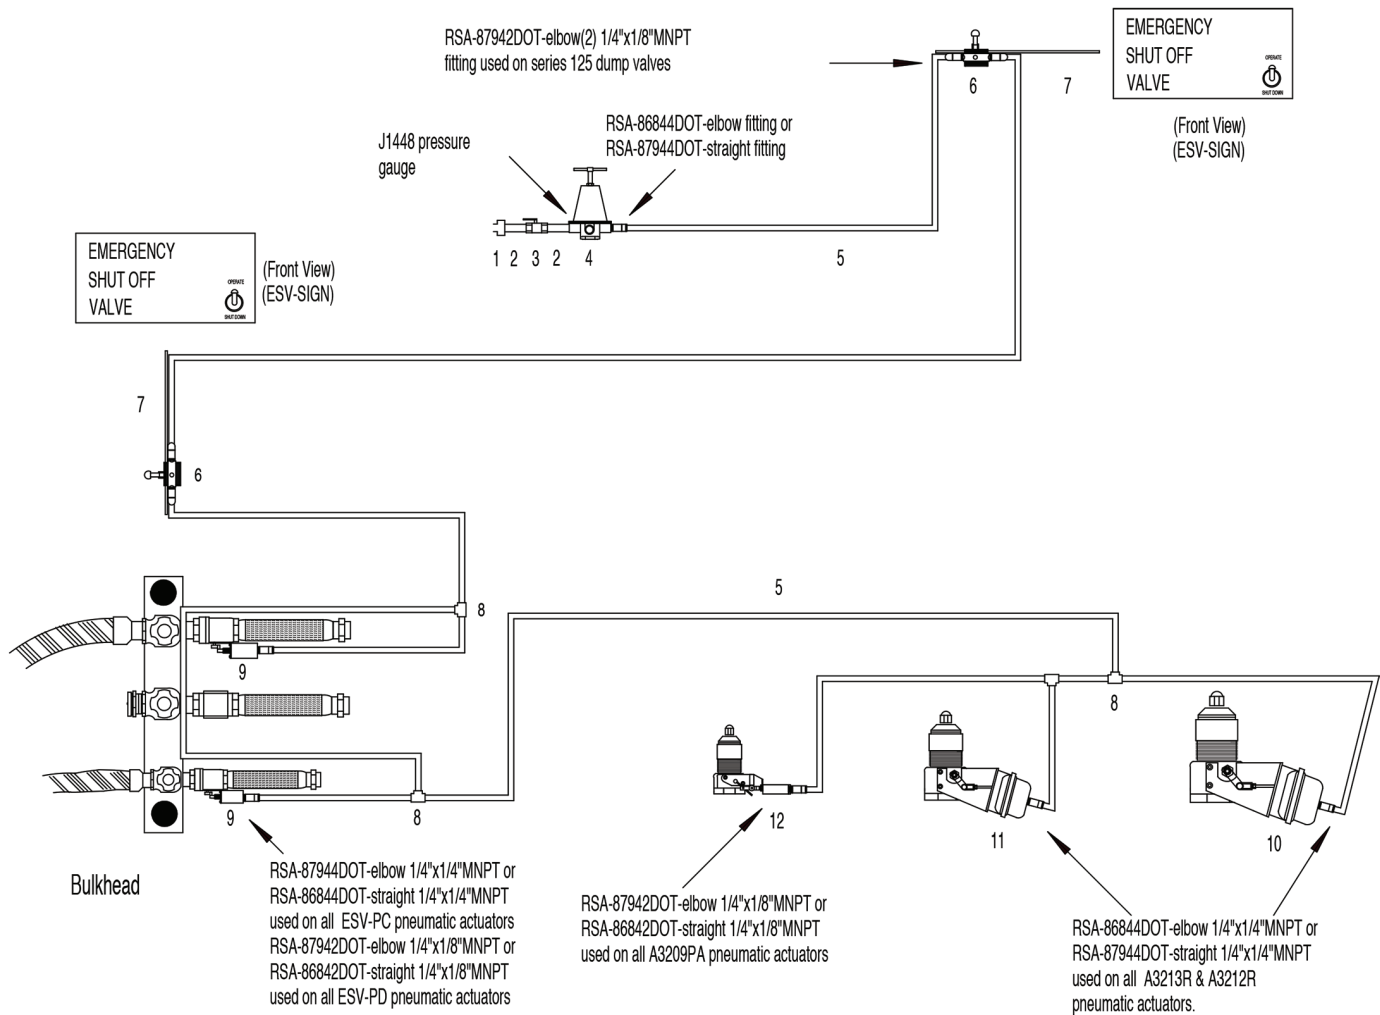 RSA-87942DOT-elbow(2) 1/4"x1/8"MNPT
fitting used on series 125 dump valves
6
7
EMERGENCY
SHUT OFF
VALVE
OPERATE
SHUT DOWN
(Front View)
(ESV-SIGN)
J1448 pressure
gauge
RSA-86844DOT-elbow fitting or
RSA-87944DOT-straight fitting
1 2 3 2 4
5
EMERGENCY
SHUT OFF
VALVE
OPERATE
SHUT DOWN
(Front View)
(ESV-SIGN)
7
6
8
5
9
8
9
8
12
11
10
Bulkhead
RSA-87944DOT-elbow 1/4"x1/4"MNPT or
RSA-86844DOT-straight 1/4"x1/4"MNPT
used on all ESV-PC pneumatic actuators
RSA-87942DOT-elbow 1/4"x1/8"MNPT or
RSA-86842DOT-straight 1/4"x1/8"MNPT
used on all ESV-PD pneumatic actuators
RSA-87942DOT-elbow 1/4"x1/8"MNPT or
RSA-86842DOT-straight 1/4"x1/8"MNPT
used on all A3209PA pneumatic actuators
RSA-86844DOT-elbow 1/4"x1/4"MNPT or
RSA-87944DOT-straight 1/4"x1/4"MNPT
used on all A3213R & A3212R
pneumatic actuators.